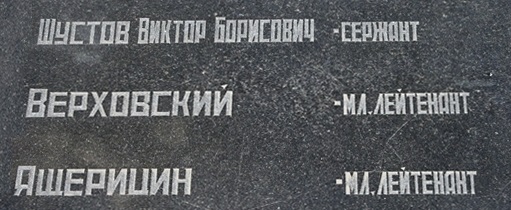 Шустов Виктор Борисович -сержант
Верховский -мл. лейтенант
Ащерицин -мл. лейтенант